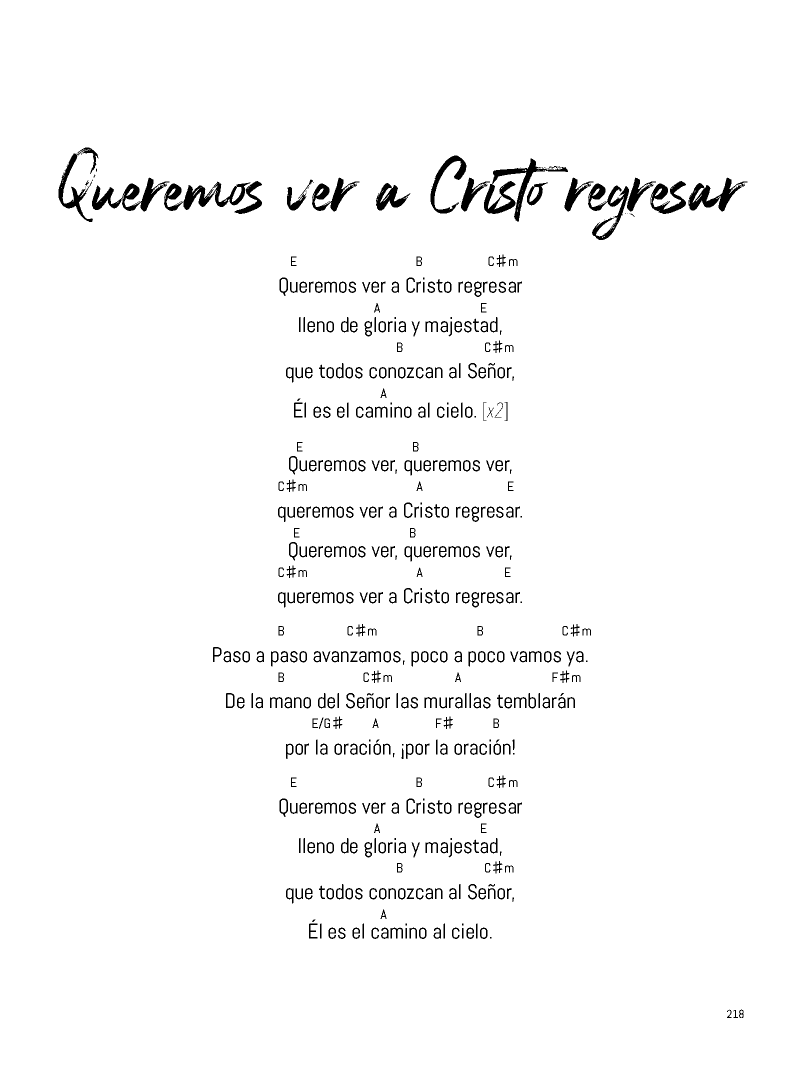 Queremos ver a Cristo regresar
E B C♯m
Queremos ver a Cristo regresar
A E
lleno de gloria y majestad,
B C♯m
que todos conozcan al Señor,
A
Él es el camino al cielo. [x2]
E B
Queremos ver, queremos ver,
C♯m A E
queremos ver a Cristo regresar.
E B
Queremos ver, queremos ver,
C♯m A E
queremos ver a Cristo regresar.
B C♯m B C♯m
Paso a paso avanzamos, poco a poco vamos ya.
B C♯m A F♯m
De la mano del Señor las murallas temblarán
E/G♯ A F♯ B
por la oración, ¡por la oración!
E B C♯m
Queremos ver a Cristo regresar
A E
lleno de gloria y majestad,
B C♯m
que todos conozcan al Señor,
A
Él es el camino al cielo.
218